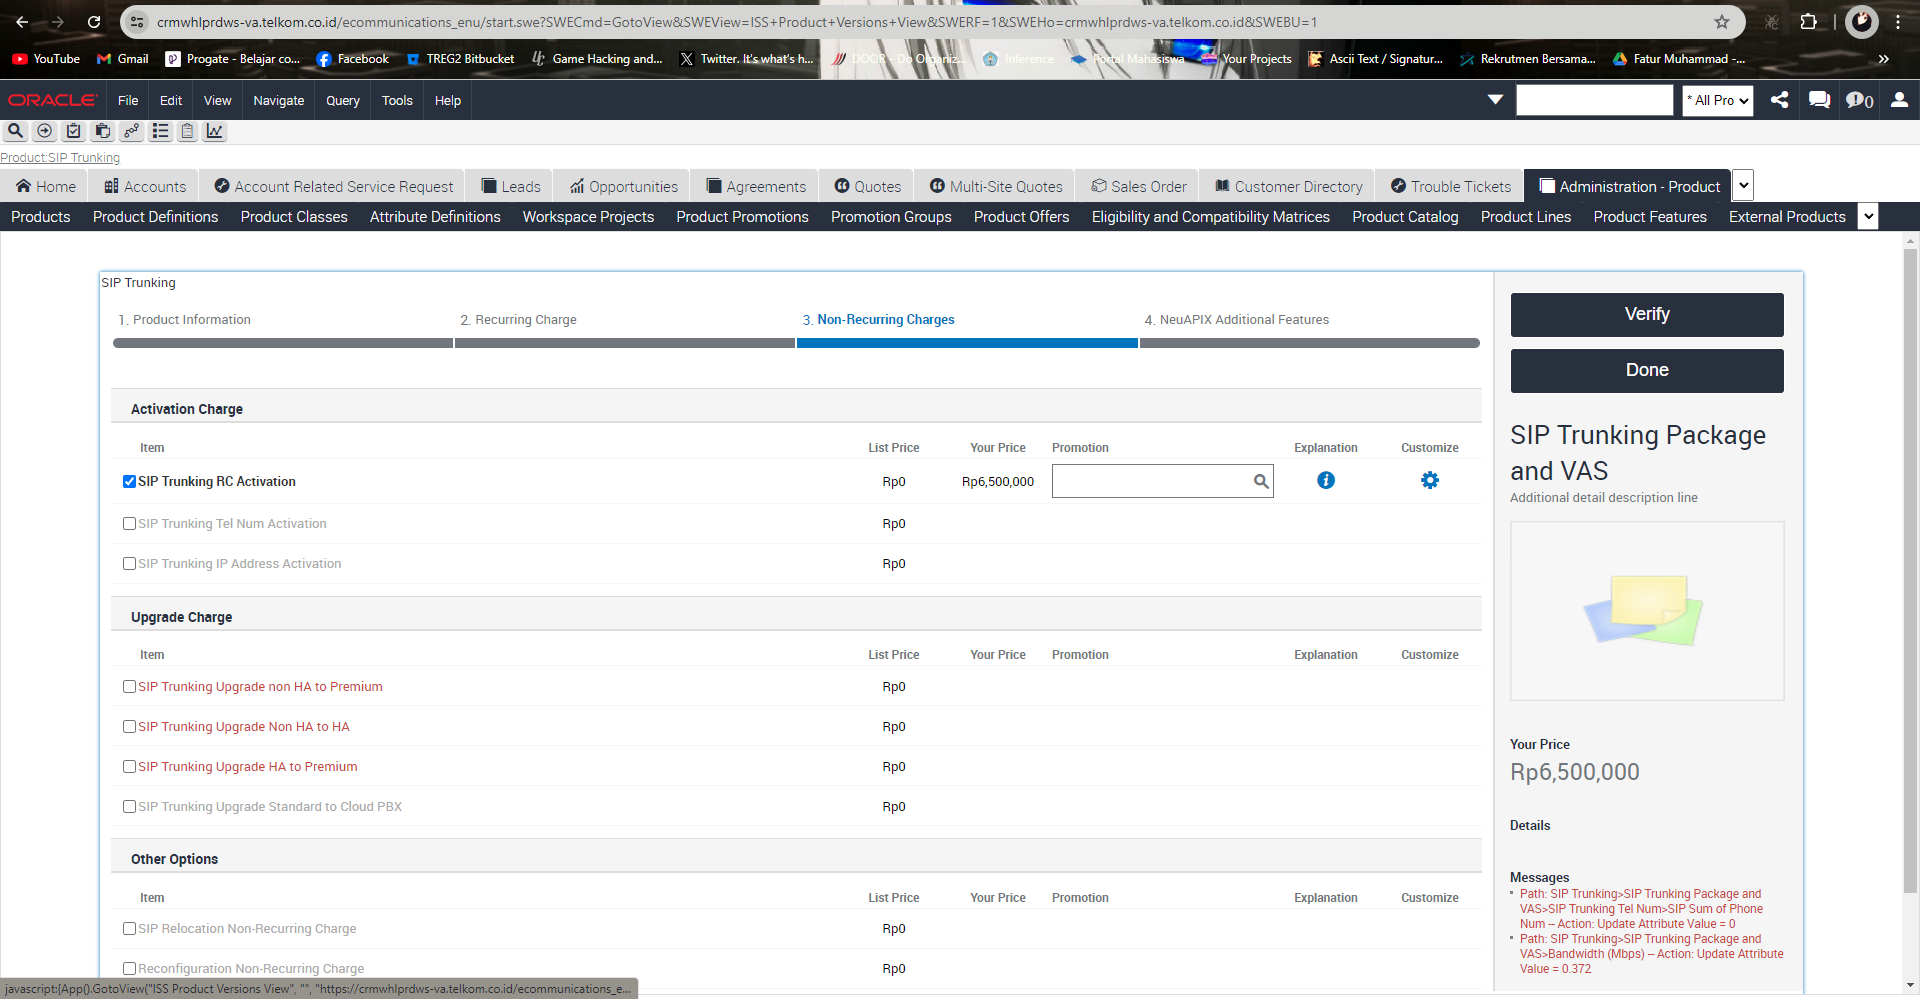 crmwhlprdws-va.telkom.co.id/ecommunications_enu/start.swe?SWECmd=GotoView&SWEView=ISS+Product+Versions+View&SWERF=1&SWEHo=crmwhlprdws-va.telkom.co.id&SWEBU=1
YouTube Gmail Progate - Belajar co... Facebook TREG2 Bitbucket Game Hacking and... Twitter. It's what's h... DOOR - Do Organiz... Inference Portal Mahasiswa Your Projects Ascii Text / Signatur... Rekrutmen Bersama... Fatur Muhammad -...
ORACLE File Edit View Navigate Query Tools Help * All Pro 0
Product:SIP Trunking
Home Accounts Account Related Service Request Leads Opportunities Agreements Quotes Multi-Site Quotes Sales Order Customer Directory Trouble Tickets Administration - Product
Products Product Definitions Product Classes Attribute Definitions Workspace Projects Product Promotions Promotion Groups Product Offers Eligibility and Compatibility Matrices Product Catalog Product Lines Product Features External Products
SIP Trunking
1. Product Information 2. Recurring Charge 3. Non-Recurring Charges 4. NeuAPIX Additional Features
Activation Charge
Item List Price Your Price Promotion Explanation Customize
SIP Trunking RC Activation Rp0 Rp6,500,000
SIP Trunking Tel Num Activation Rp0
SIP Trunking IP Address Activation Rp0
Upgrade Charge
Item List Price Your Price Promotion Explanation Customize
SIP Trunking Upgrade non HA to Premium Rp0
SIP Trunking Upgrade Non HA to HA Rp0
SIP Trunking Upgrade HA to Premium Rp0
SIP Trunking Upgrade Standard to Cloud PBX Rp0
Other Options
Item List Price Your Price Promotion Explanation Customize
SIP Relocation Non-Recurring Charge Rp0
Reconfiguration Non-Recurring Charge Rp0
Verify
Done
SIP Trunking Package
and VAS
Additional detail description line
Your Price
Rp6,500,000
Details
Messages
Path: SIP Trunking>SIP Trunking Package and
VAS>SIP Trunking Tel Num>SIP Sum of Phone
Num -- Action: Update Attribute Value = 0
Path: SIP Trunking>SIP Trunking Package and
VAS>Bandwidth (Mbps) -- Action: Update Attribute
Value = 0.372
javascript:{App().GotoView("ISS Product Versions View", "", "https://crmwhlprdws-va.telkom.co.id/ecommunications_e...